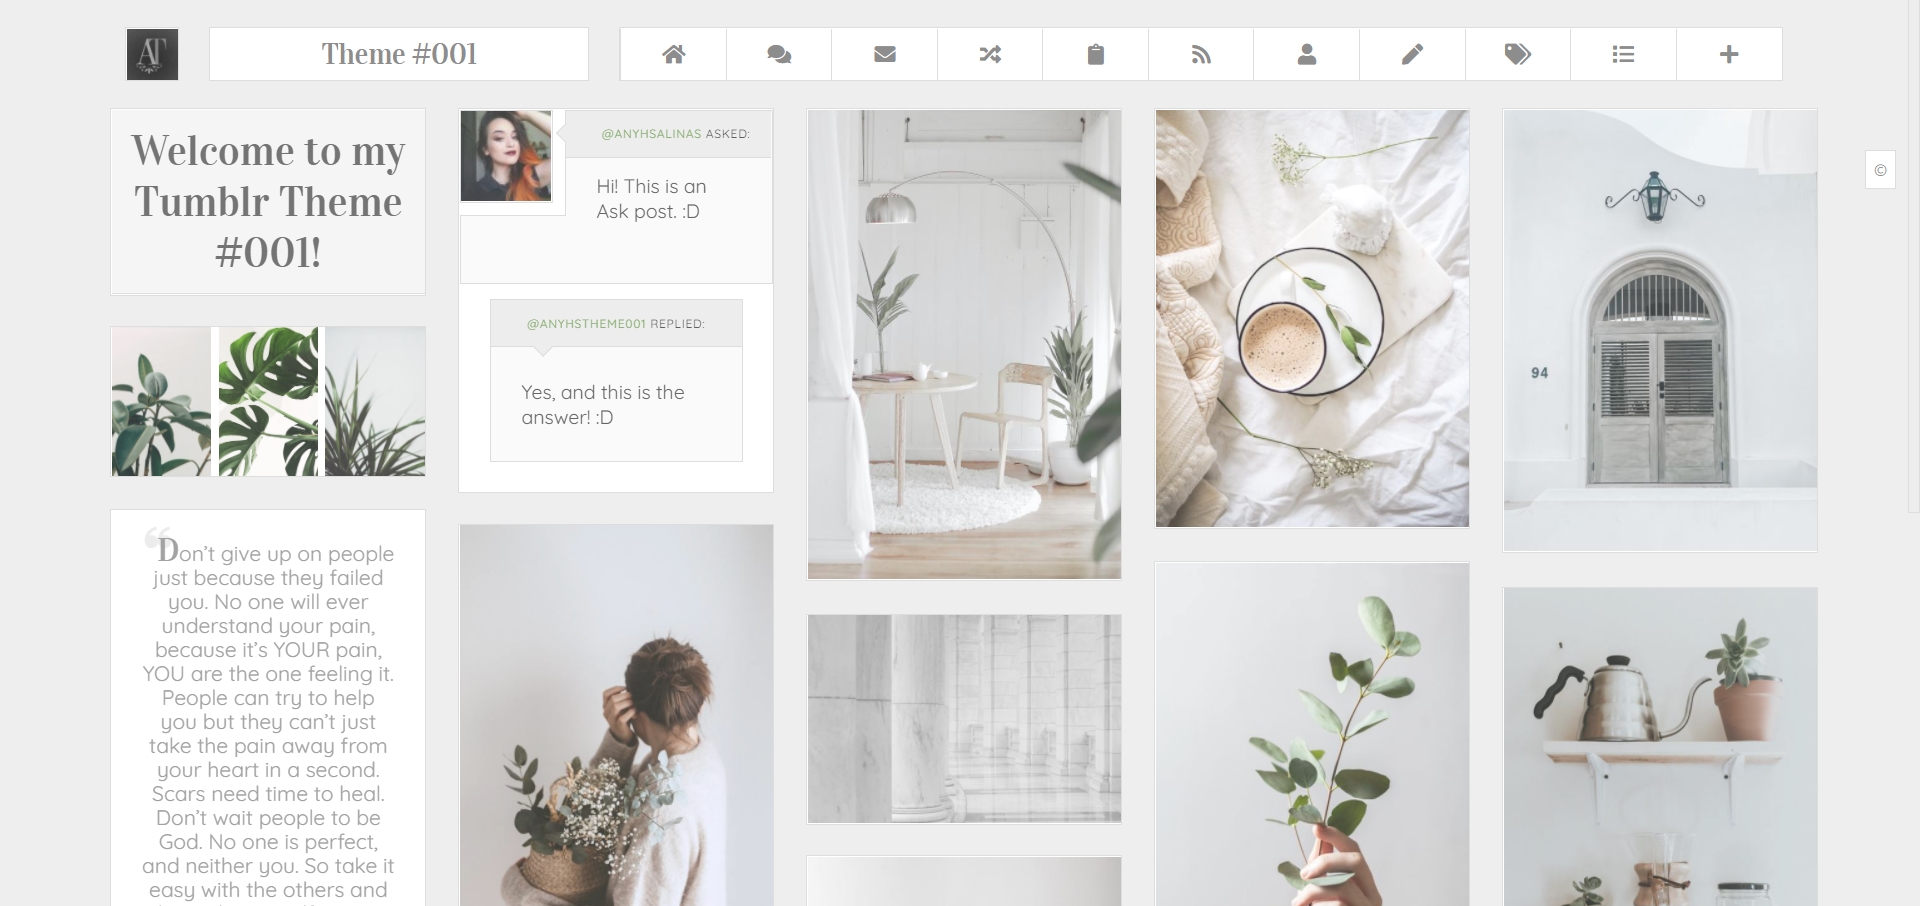 AT
Theme #001
Welcome to my
Tumblr Theme
#001!
@ANYHSALINAS ASKED:
Hi! This is an
Ask post. :D
@ANYHSTHEME001 REPLIED:
Yes, and this is the
answer! :D
94
©
“Don’t give up on people
just because they failed
you. No one will ever
understand your pain,
because it’s YOUR pain,
YOU are the one feeling it.
People can try to help
you but they can’t just
take the pain away from
your heart in a second.
Scars need time to heal.
Don’t wait people to be
God. No one is perfect,
and neither you. So take it
easy with the others and